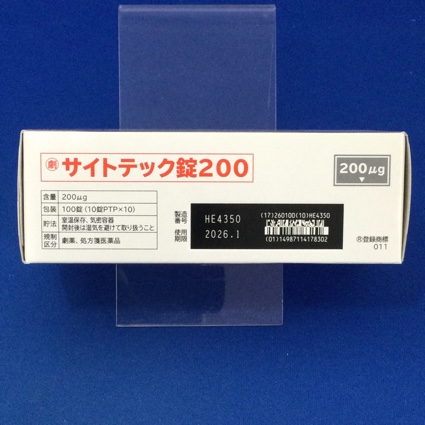 劇 サイトテック錠200
200μg
含量 200μg
包装 100錠(10錠PTP×10)
貯法 室温保存、気密容器
開封後は湿気を避けて取り扱うこと
規制区分 劇薬、処方箋医薬品
製造番号 HE4350
使用期限 2026.1
(17)260100(10)HE4350
(01)14987114178302
®登録商標
011